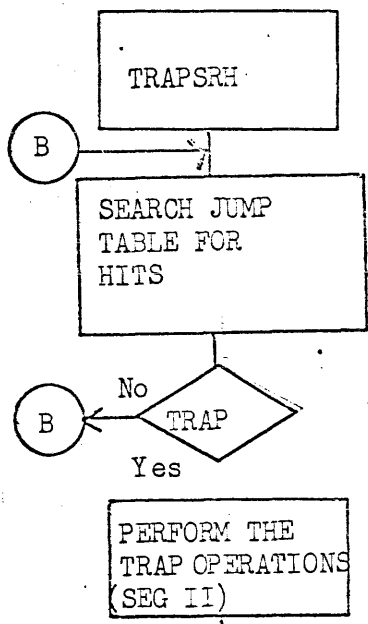 TRAPSRH
B
SEARCH JUMP
TABLE FOR
HITS
No
B
TRAP
Yes
PERFORM THE
TRAP OPERATIONS
(SEG II)